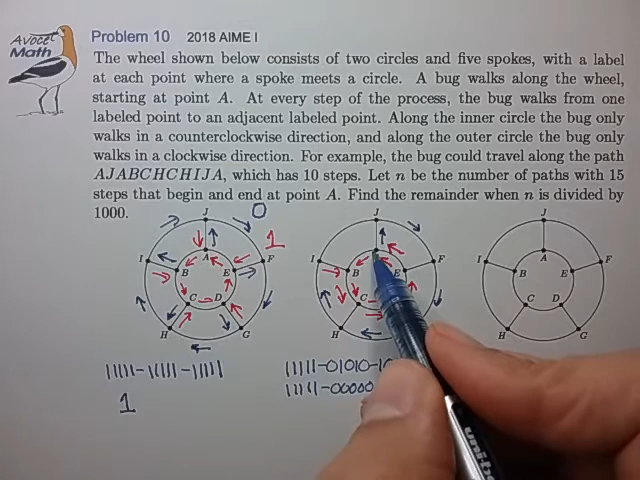 Avocet Math
Problem 10 2018 AIME I
The wheel shown below consists of two circles and five spokes, with a label
at each point where a spoke meets a circle. A bug walks along the wheel,
starting at point A. At every step of the process, the bug walks from one
labeled point to an adjacent labeled point. Along the inner circle the bug only
walks in a counterclockwise direction, and along the outer circle the bug only
walks in a clockwise direction. For example, the bug could travel along the path
AJABCHCHIJA, which has 10 steps. Let n be the number of paths with 15
steps that begin and end at point A. Find the remainder when n is divided by
1000.
J 0 J J
1
I A F I F I A F
B E B E B E
C D C C D
H G H G H G
11111-11111-11111 11111-01010-
1 11111-00000
uni-b